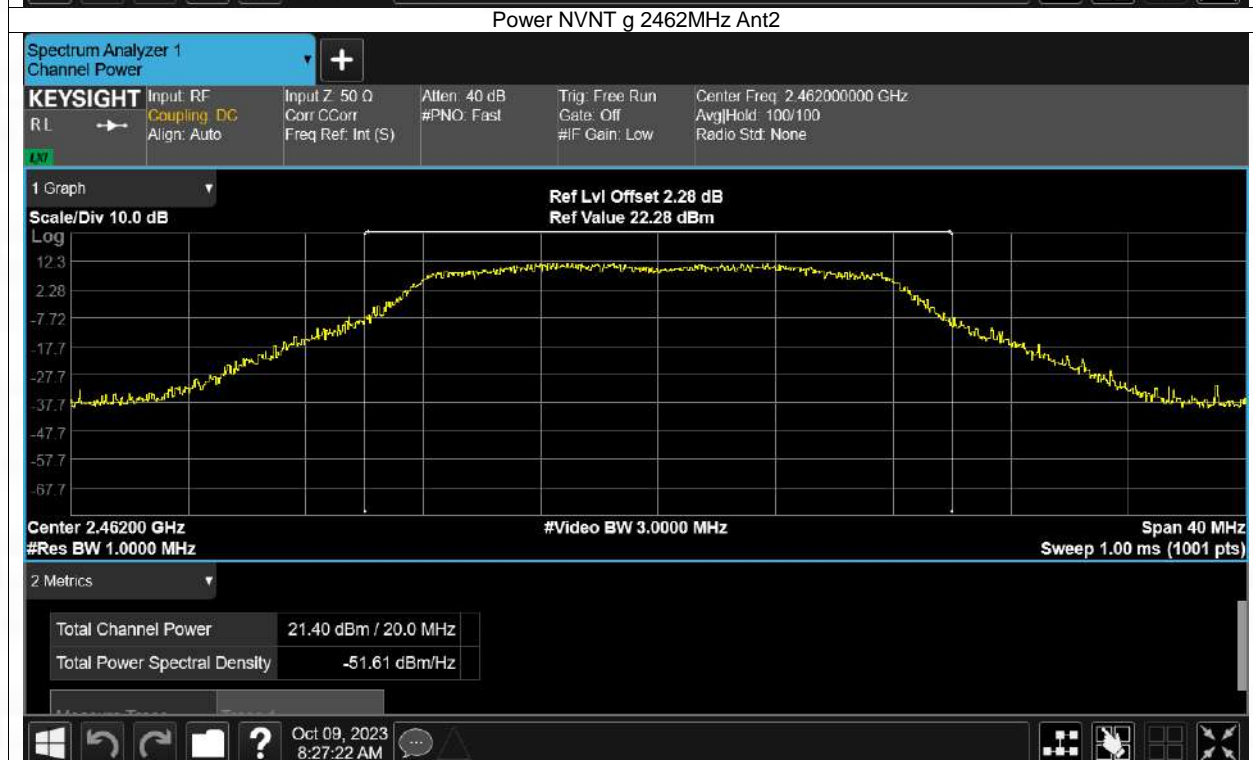 Power NVNT g 2462MHz Ant2
Spectrum Analyzer 1
Channel Power
KEYSIGHT
Input: RF
Input Z: 50 Ω
Atten: 40 dB
Trig: Free Run
Center Freq: 2.462000000 GHz
RL
Coupling: DC
Corr CCorr
#PNO: Fast
Gate: Off
Avg|Hold: 100/100
Align: Auto
Freq Ref: Int (S)
#IF Gain: Low
Radio Std: None
LXI
1 Graph
Ref Lvl Offset 2.28 dB
Scale/Div 10.0 dB
Ref Value 22.28 dBm
Log
12.3
2.28
-7.72
-17.7
-27.7
-37.7
-47.7
-57.7
-67.7
Center 2.46200 GHz
#Video BW 3.0000 MHz
Span 40 MHz
#Res BW 1.0000 MHz
Sweep 1.00 ms (1001 pts)
2 Metrics
Total Channel Power
21.40 dBm / 20.0 MHz
Total Power Spectral Density
-51.61 dBm/Hz
?
Oct 09, 2023
8:27:22 AM